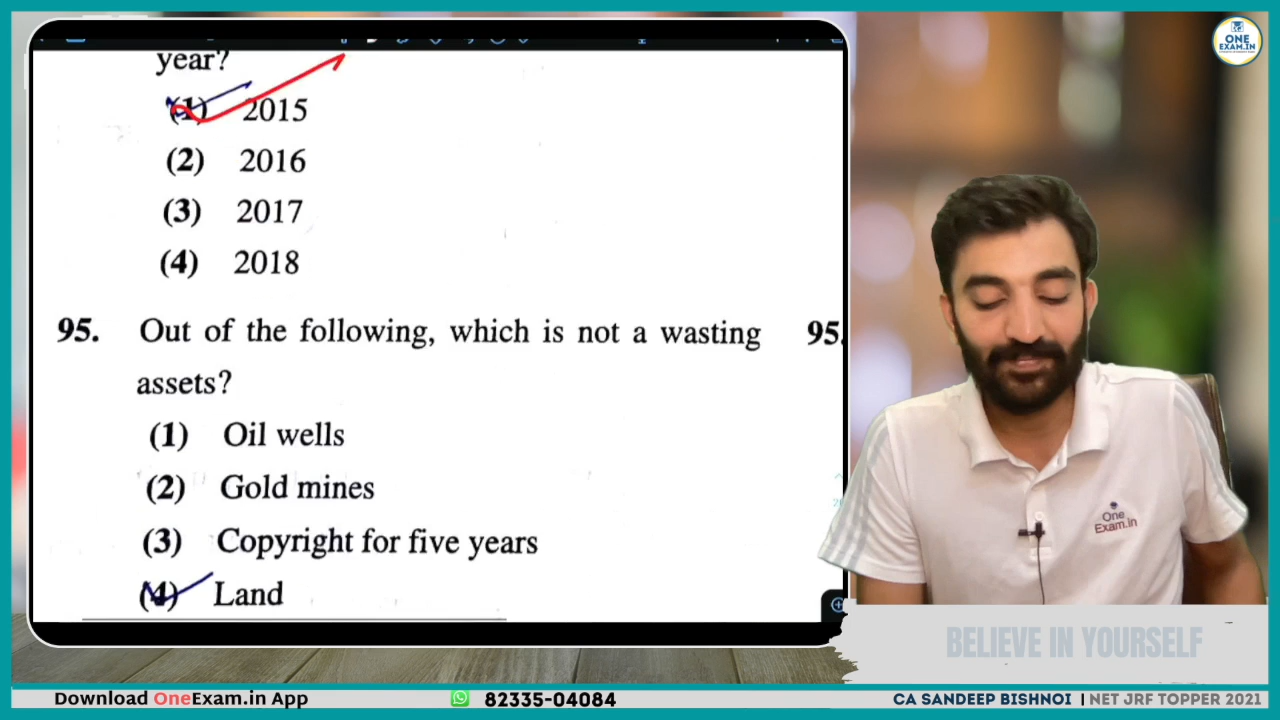 ONE
EXAM.IN
year?
(1) 2015
(2) 2016
(3) 2017
(4) 2018
95. Out of the following, which is not a wasting
assets?
(1) Oil wells
(2) Gold mines
(3) Copyright for five years
(4) Land
95.
One
Exam.in
BELIEVE IN YOURSELF
Download OneExam.in App
82335-04084
CA SANDEEP BISHNOI | NET JRF TOPPER 2021